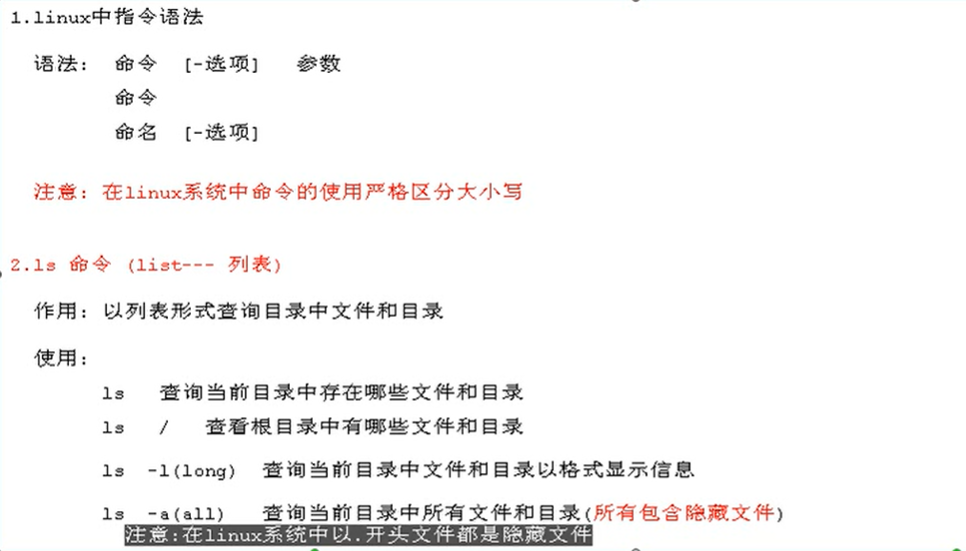 1.linux中指令语法
语法： 命令 [-选项] 参数
命令
命名 [-选项]
注意：在linux系统中命令的使用严格区分大小写
2.ls 命令 (list--- 列表)
作用：以列表形式查询目录中文件和目录
使用：
ls 查询当前目录中存在哪些文件和目录
ls / 查看根目录中有哪些文件和目录
ls -l(long) 查询当前目录中文件和目录以格式显示信息
ls -a(all) 查询当前目录中所有文件和目录(所有包含隐藏文件)
注意:在linux系统中以.开头文件都是隐藏文件